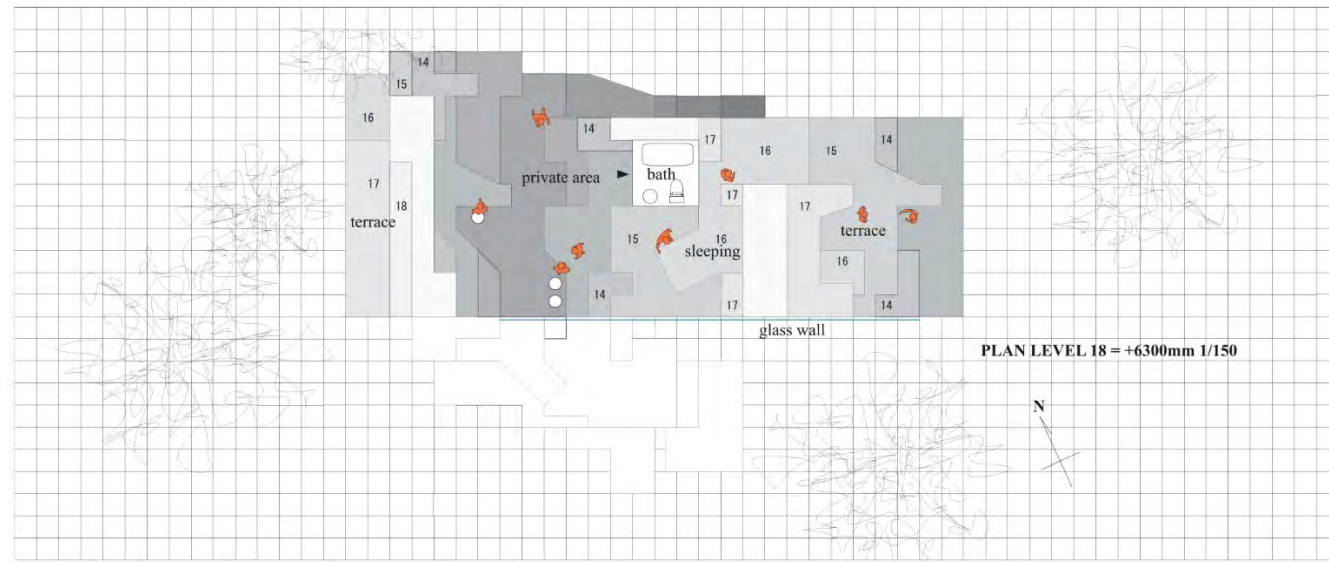 14
15
16
14
14
17
16
15
private area
bath
17
terrace
18
17
17
terrace
15
16
sleeping
16
14
17
14
glass wall
PLAN LEVEL 18 = +6300mm 1/150
N